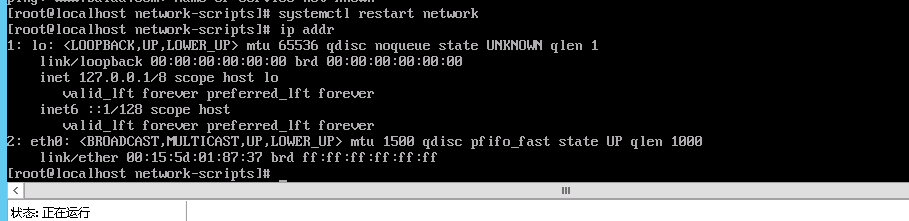 [root@localhost network-scripts]# systemctl restart network
[root@localhost network-scripts]# ip addr
1: lo: <LOOPBACK,UP,LOWER_UP> mtu 65536 qdisc noqueue state UNKNOWN qlen 1
    link/loopback 00:00:00:00:00:00 brd 00:00:00:00:00:00
    inet 127.0.0.1/8 scope host lo
       valid_lft forever preferred_lft forever
    inet6 ::1/128 scope host
       valid_lft forever preferred_lft forever
2: eth0: <BROADCAST,MULTICAST,UP,LOWER_UP> mtu 1500 qdisc pfifo_fast state UP qlen 1000
    link/ether 00:15:5d:01:87:37 brd ff:ff:ff:ff:ff:ff
[root@localhost network-scripts]# _
状态: 正在运行